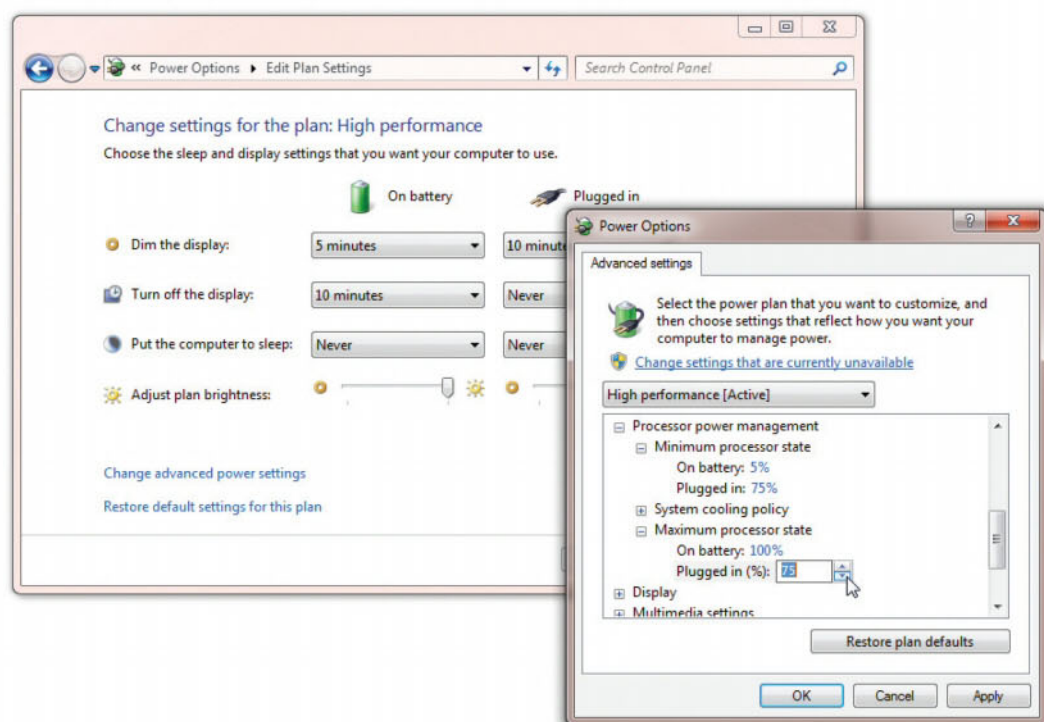 « Power Options ▸ Edit Plan Settings
Search Control Panel
Change settings for the plan: High performance
Choose the sleep and display settings that you want your computer to use.
On battery
Plugged in
Dim the display:
5 minutes
Turn off the display:
10 minutes
Never
Put the computer to sleep:
Never
Never
Adjust plan brightness:
Change advanced power settings
Restore default settings for this plan
Power Options
Advanced settings
Select the power plan that you want to customize, and
then choose settings that reflect how you want your
computer to manage power.
Change settings that are currently unavailable
High performance [Active]
Processor power management
Minimum processor state
On battery: 5%
Plugged in: 75%
System cooling policy
Maximum processor state
On battery: 100%
Plugged in (%): 75
Display
Multimedia settings
Restore plan defaults
OK
Cancel
Apply